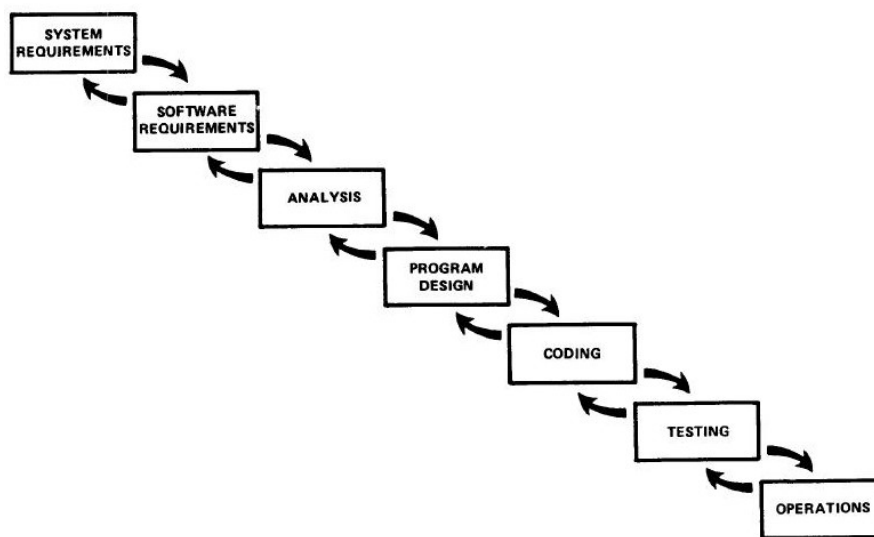 SYSTEM
REQUIREMENTS
SOFTWARE
REQUIREMENTS
ANALYSIS
PROGRAM
DESIGN
CODING
TESTING
OPERATIONS